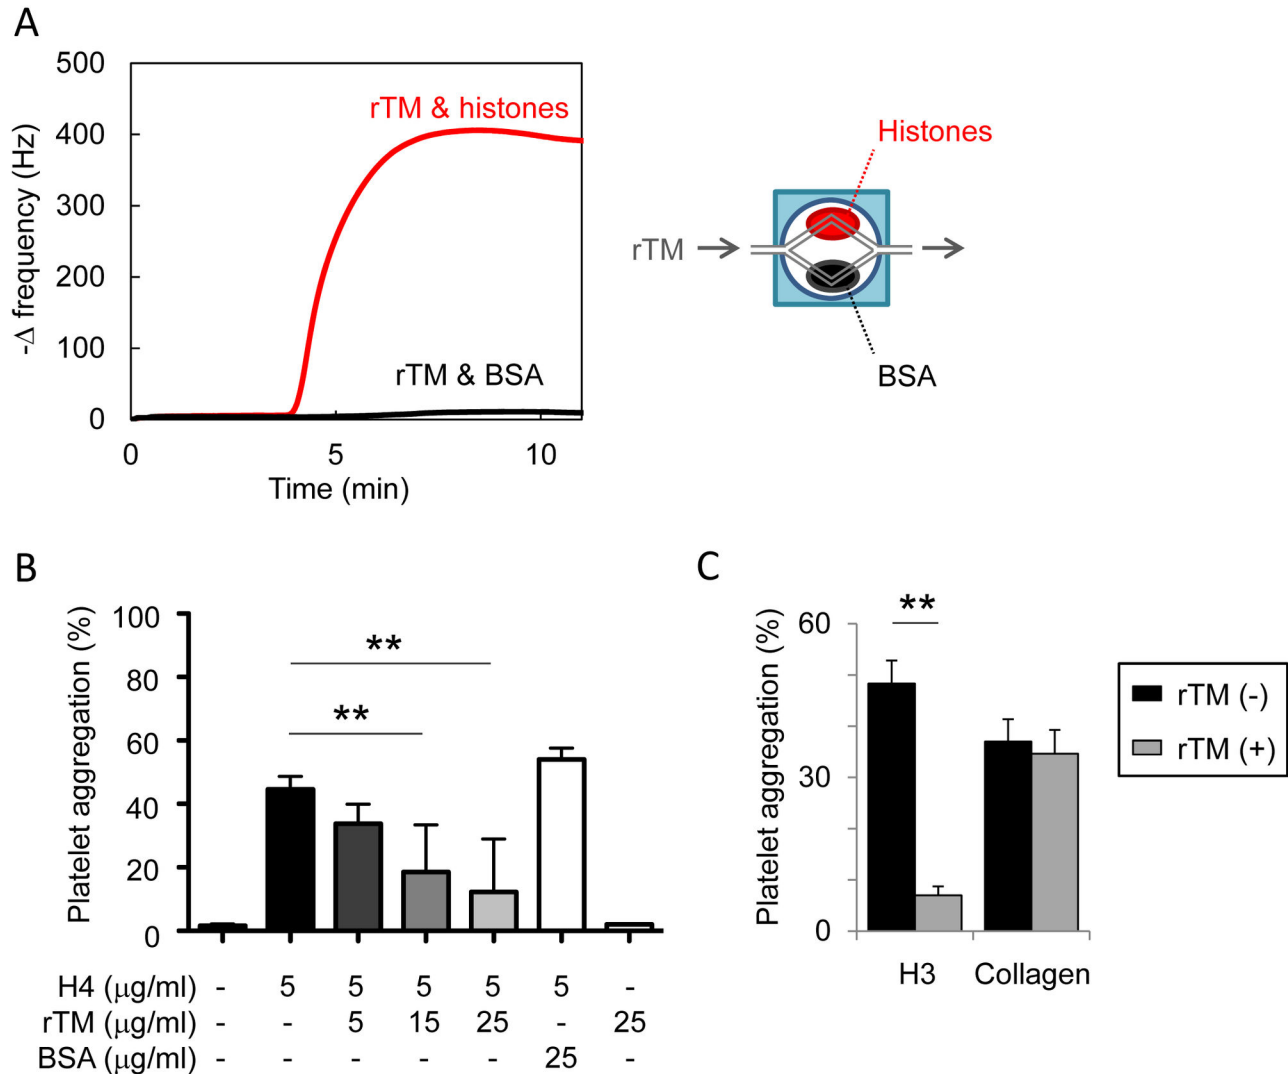 A
500
400
300
200
100
0
-Δ frequency (Hz)
rTM & histones
rTM & BSA
0 5 10
Time (min)
Histones
rTM
BSA
B
Platelet aggregation (%)
100
80
60
40
20
0
**
**
H4 (μg/ml) - 5 5 5 5 5 -
rTM (μg/ml) - - 5 15 25 - 25
BSA (μg/ml) - - - - - 25 -
C
Platelet aggregation (%)
60
30
0
**
H3 Collagen
rTM (-)
rTM (+)